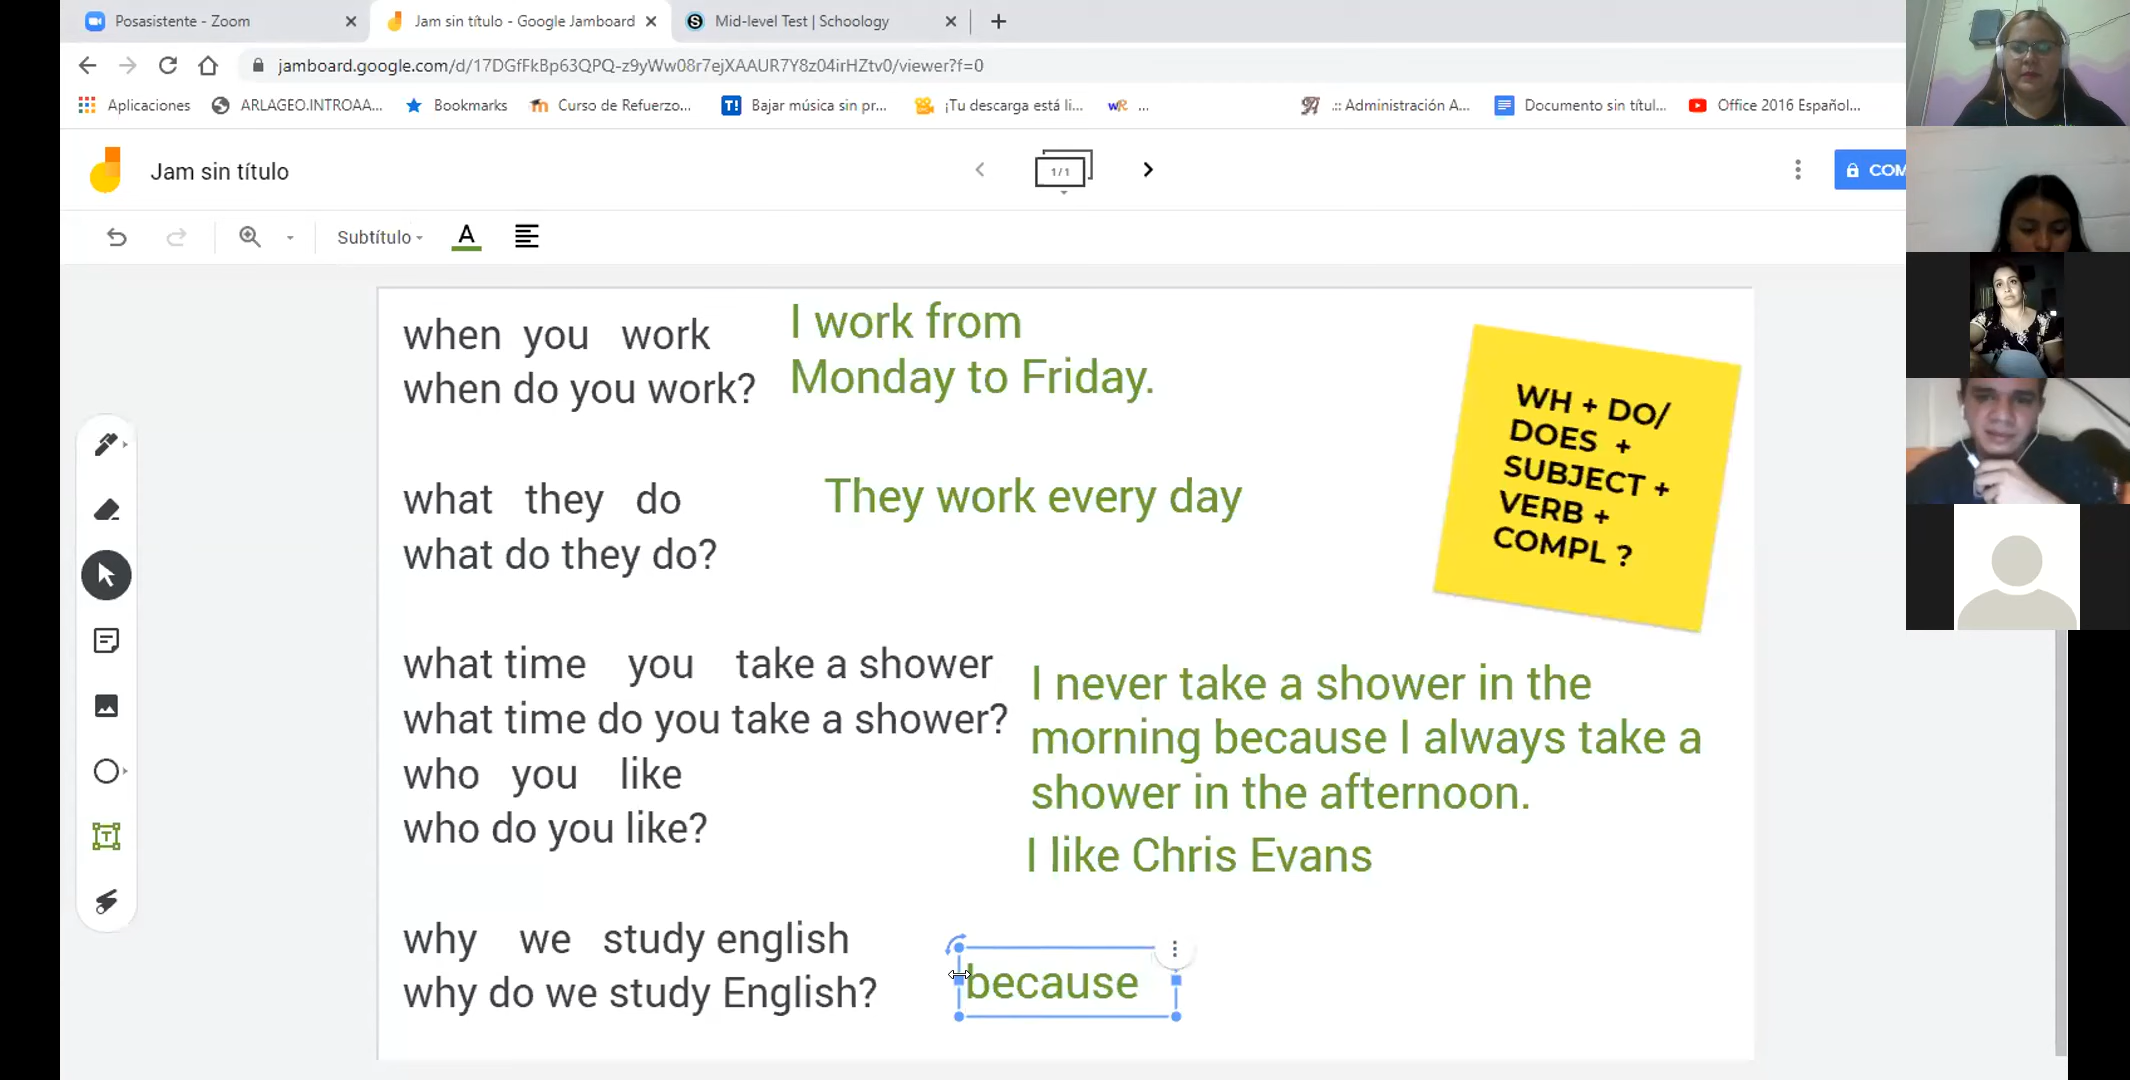 Posasistente - Zoom
Jam sin título - Google Jamboard
Mid-level Test | Schoology
jamboard.google.com/d/17DGfFkBp63QPQ-z9yWw08r7ejXAAUR7Y8z04irHZtv0/viewer?f=0
Aplicaciones
ARLAGEO.INTROAA...
Bookmarks
Curso de Refuerzo...
Bajar música sin pr...
¡Tu descarga está li...
...
.:: Administración A...
Documento sin títul...
Office 2016 Español...
Jam sin título
1/1
COM
Subtítulo
when you work
when do you work?
I work from
Monday to Friday.
what they do
what do they do?
They work every day
WH + DO/
DOES +
SUBJECT +
VERB +
COMPL ?
what time you take a shower
what time do you take a shower?
I never take a shower in the
morning because I always take a
shower in the afternoon.
who you like
who do you like?
I like Chris Evans
why we study english
why do we study English?
because